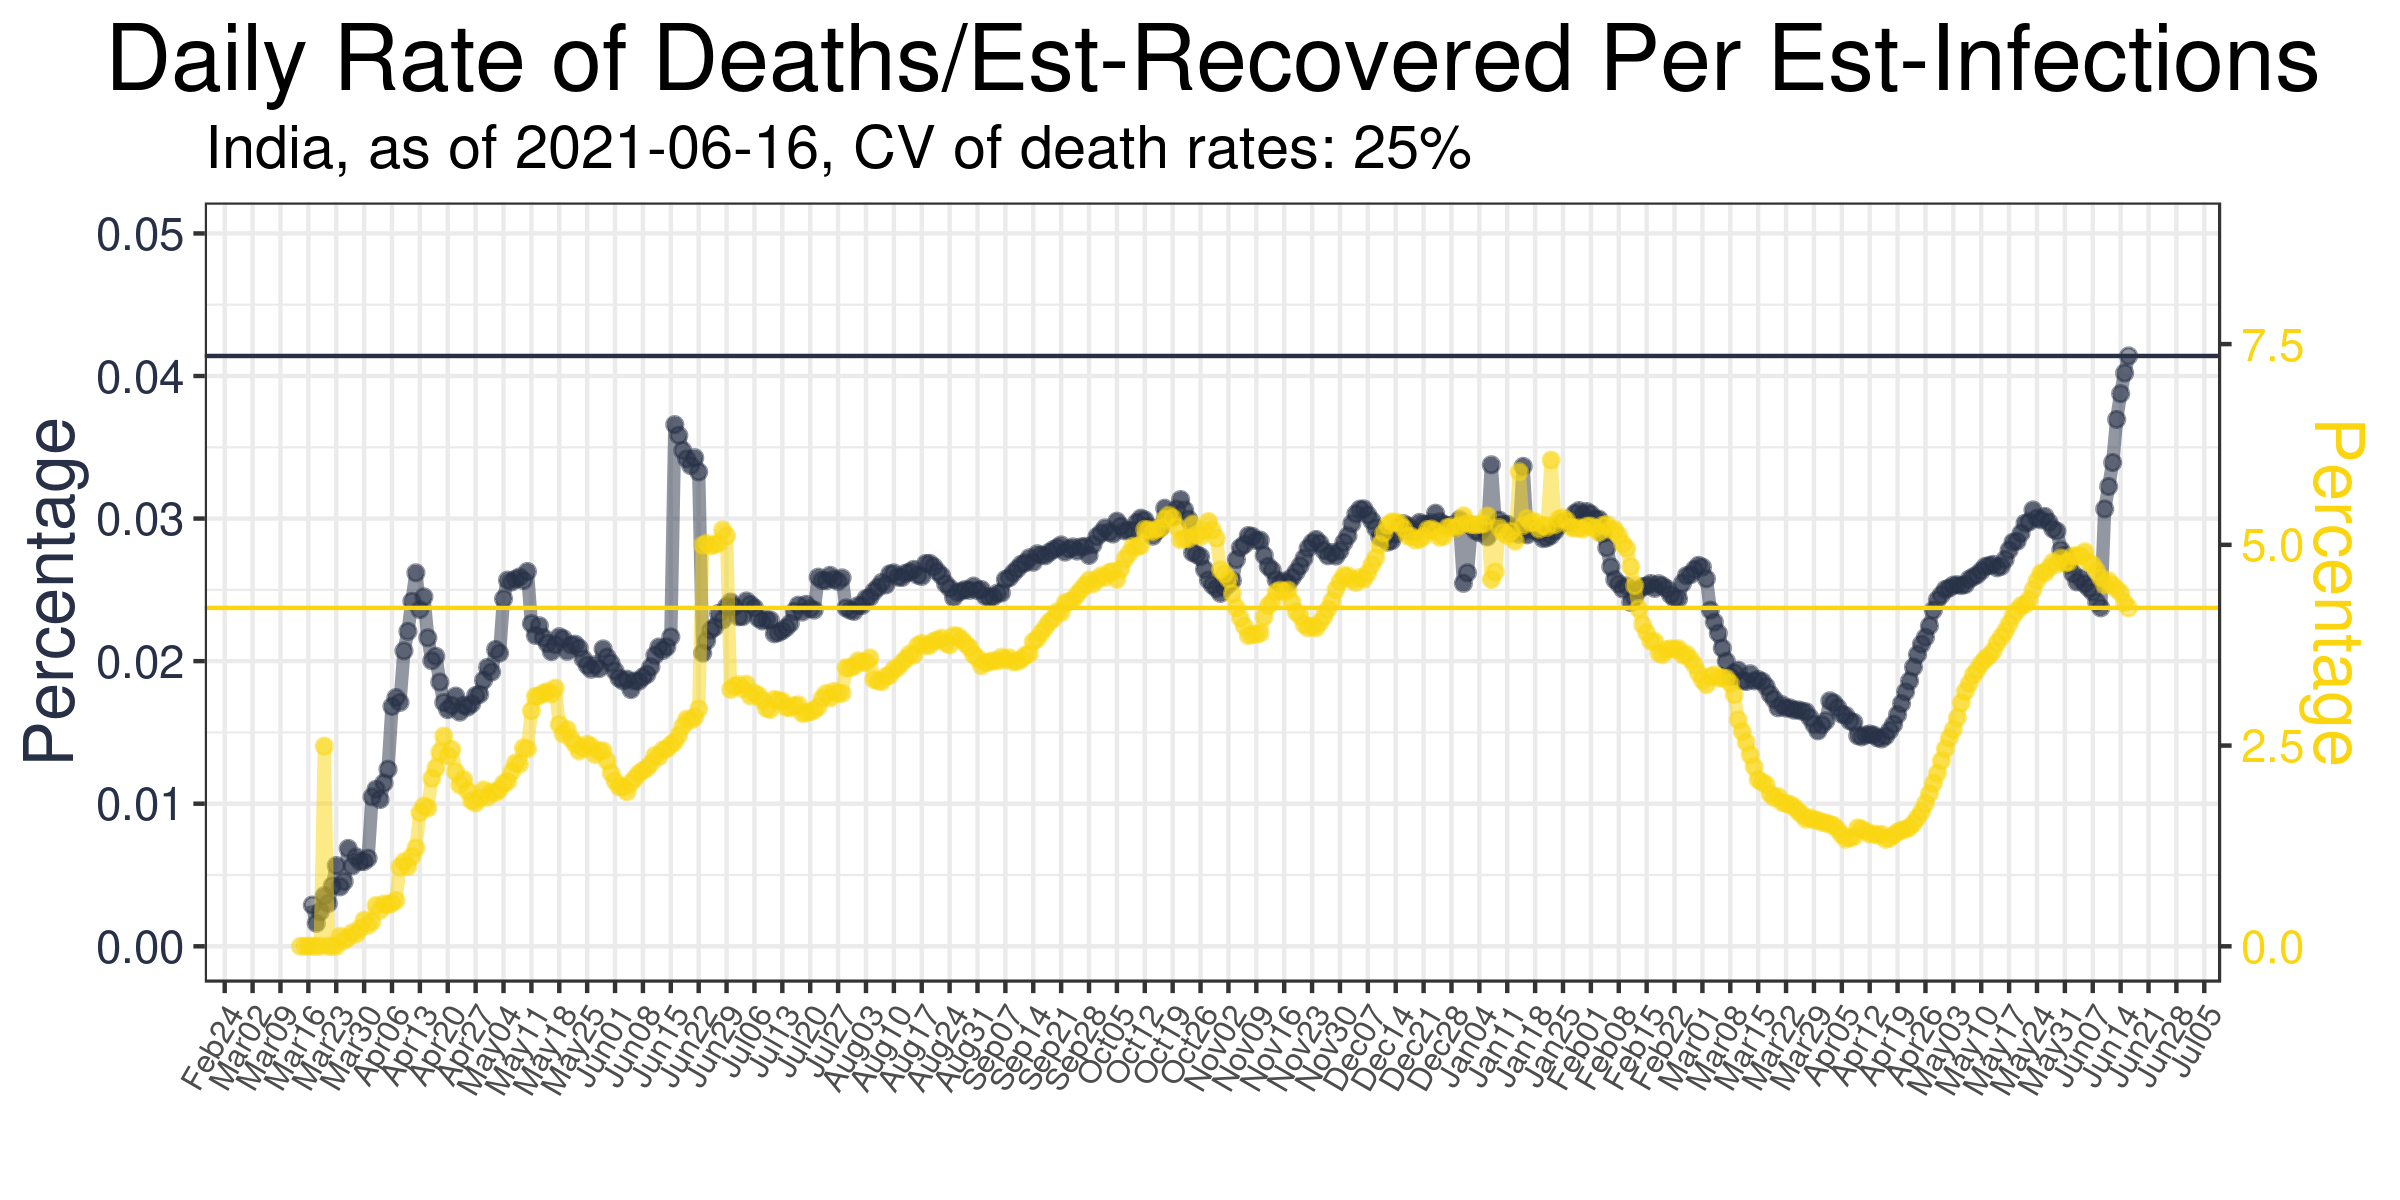 Daily Rate of Deaths/Est-Recovered Per Est-Infections
India, as of 2021-06-16, CV of death rates: 25%
Percentage
0.05
0.04
0.03
0.02
0.01
0.00
7.5
5.0
2.5
0.0
Percentage
Feb24
Mar02
Mar09
Mar16
Mar23
Mar30
Apr06
Apr13
Apr20
Apr27
May04
May11
May18
May25
Jun01
Jun08
Jun15
Jun22
Jun29
Jul06
Jul13
Jul20
Jul27
Aug03
Aug10
Aug17
Aug24
Aug31
Sep07
Sep14
Sep21
Sep28
Oct05
Oct12
Oct19
Oct26
Nov02
Nov09
Nov16
Nov23
Nov30
Dec07
Dec14
Dec21
Dec28
Jan04
Jan11
Jan18
Jan25
Feb01
Feb08
Feb15
Feb22
Mar01
Mar08
Mar15
Mar22
Mar29
Apr05
Apr12
Apr19
Apr26
May03
May10
May17
May24
May31
Jun07
Jun14
Jun21
Jun28
Jul05